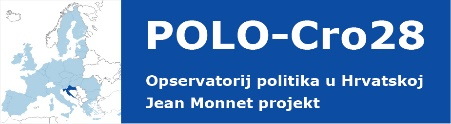 POLO-Cro28
Opservatorij politika u Hrvatskoj
Jean Monnet projekt